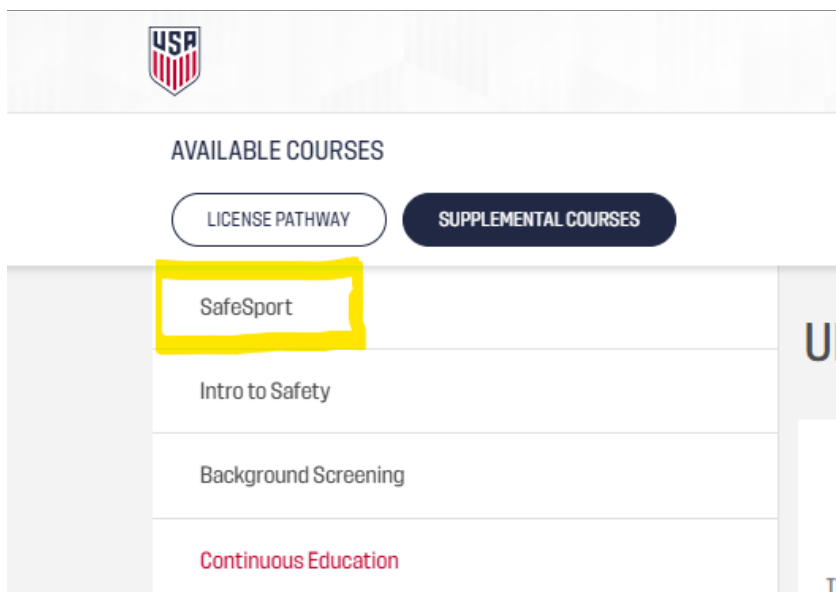 USA
AVAILABLE COURSES
LICENSE PATHWAY
SUPPLEMENTAL COURSES
SafeSport
Intro to Safety
Background Screening
Continuous Education